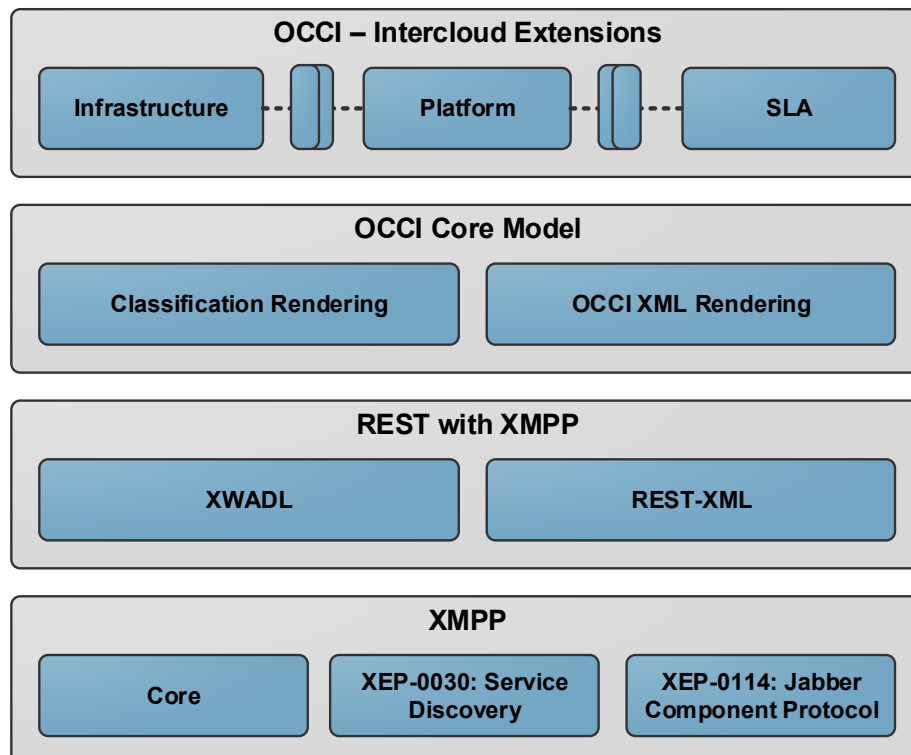 OCCI – Intercloud Extensions
Infrastructure
Platform
SLA
OCCI Core Model
Classification Rendering
OCCI XML Rendering
REST with XMPP
XWADL
REST-XML
XMPP
Core
XEP-0030: Service
Discovery
XEP-0114: Jabber
Component Protocol